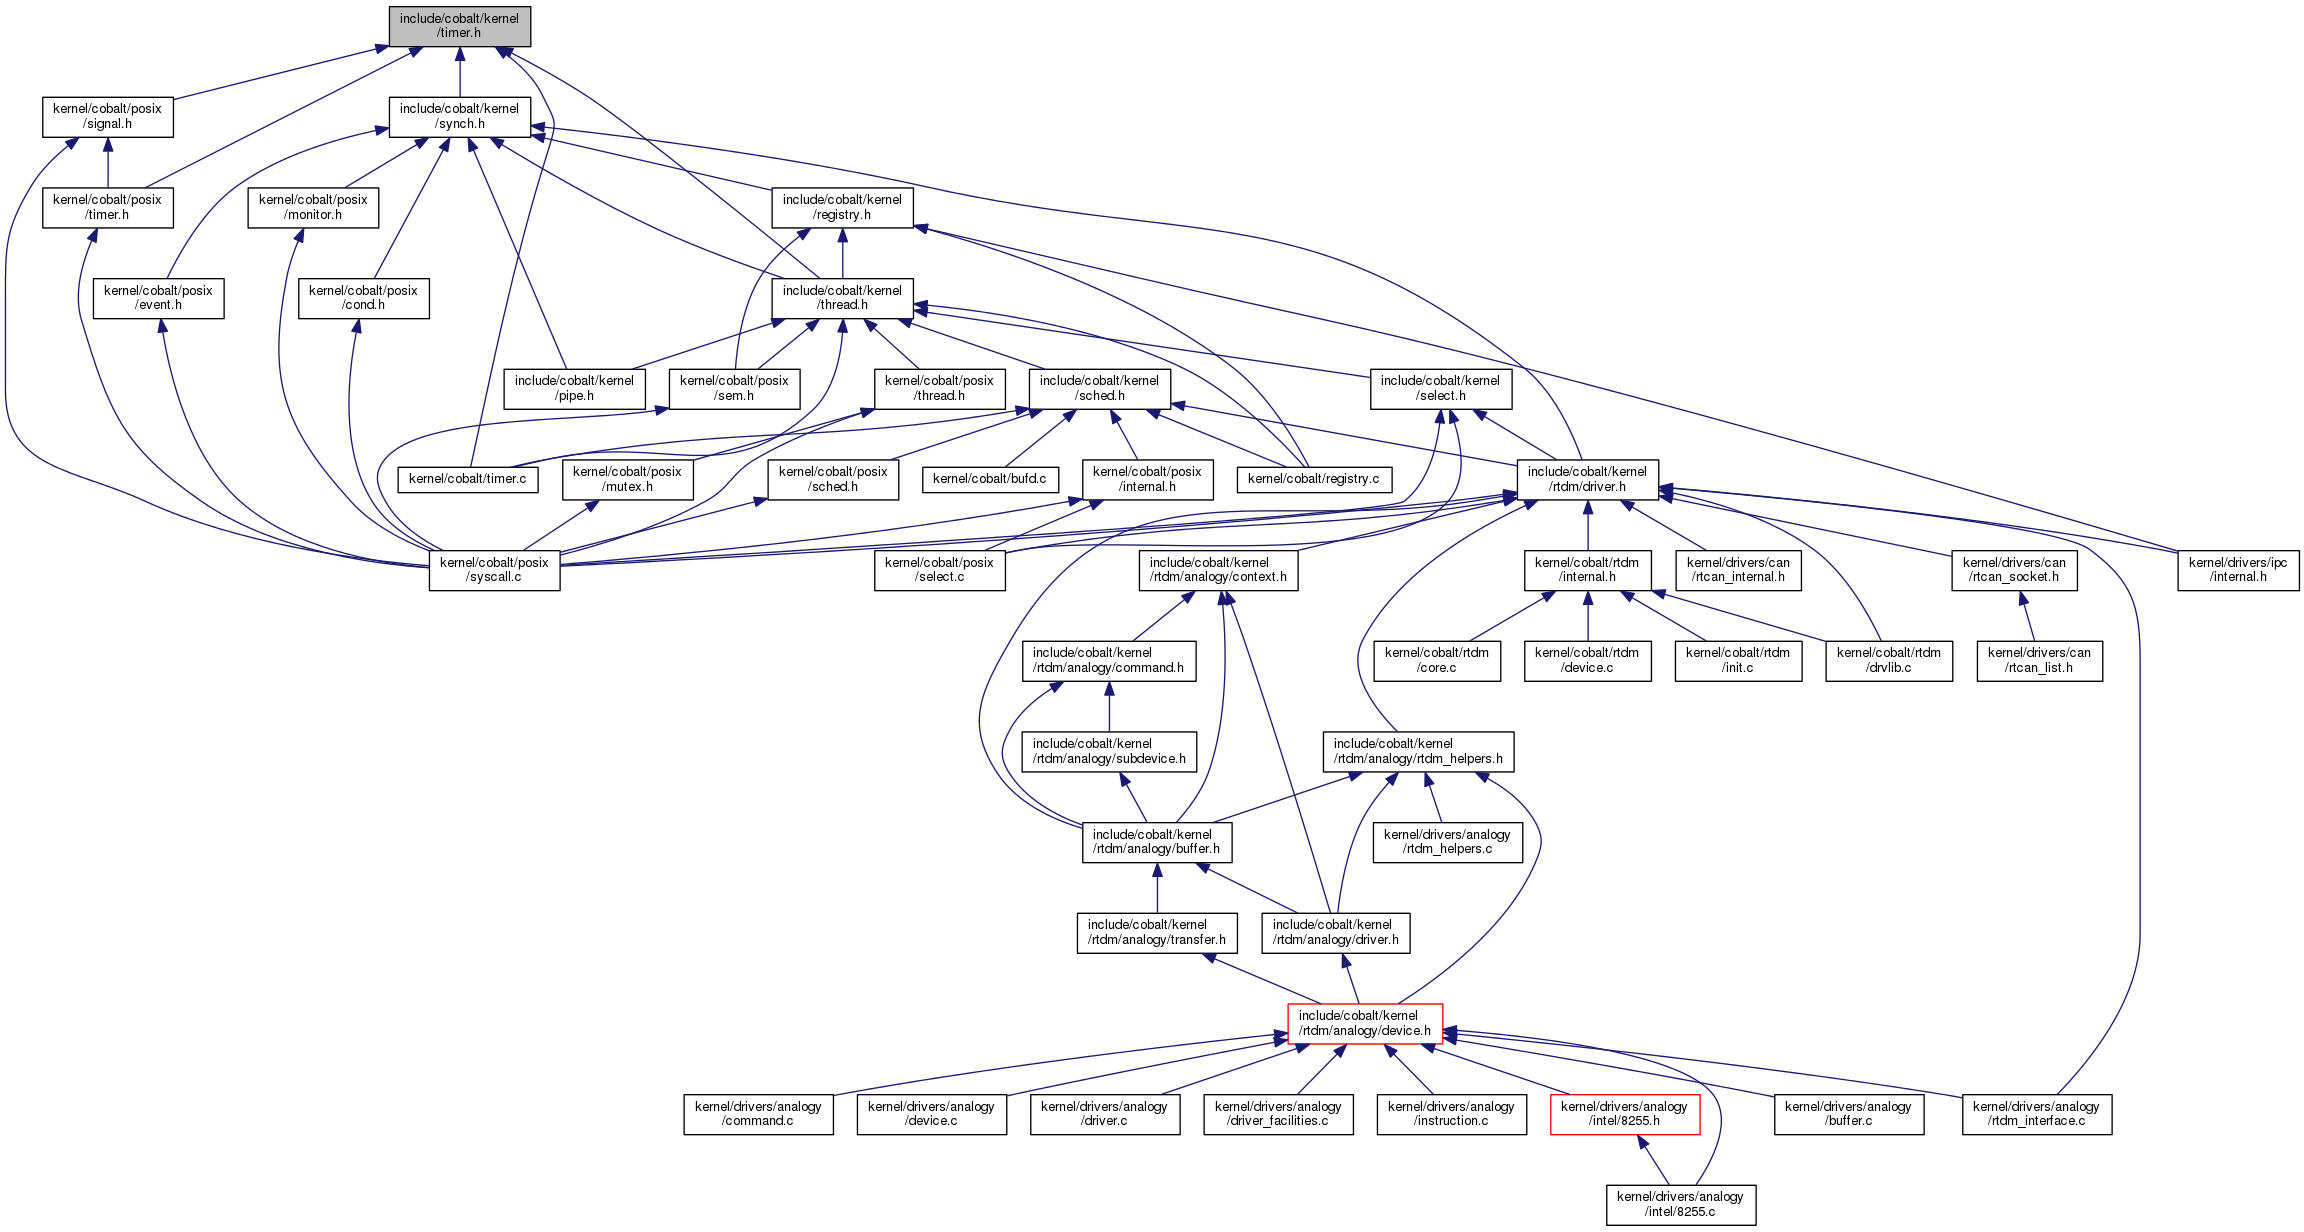 include/cobalt/kernel
/timer.h
kernel/cobalt/posix
/signal.h
include/cobalt/kernel
/synch.h
kernel/cobalt/posix
/timer.h
kernel/cobalt/posix
/monitor.h
include/cobalt/kernel
/registry.h
kernel/cobalt/posix
/event.h
kernel/cobalt/posix
/cond.h
include/cobalt/kernel
/thread.h
include/cobalt/kernel
/pipe.h
kernel/cobalt/posix
/sem.h
kernel/cobalt/posix
/thread.h
include/cobalt/kernel
/sched.h
include/cobalt/kernel
/select.h
kernel/cobalt/timer.c
kernel/cobalt/posix
/mutex.h
kernel/cobalt/posix
/sched.h
kernel/cobalt/bufd.c
kernel/cobalt/posix
/internal.h
kernel/cobalt/registry.c
include/cobalt/kernel
/rtdm/driver.h
kernel/cobalt/posix
/syscall.c
kernel/cobalt/posix
/select.c
include/cobalt/kernel
/rtdm/analogy/context.h
kernel/cobalt/rtdm
/internal.h
kernel/drivers/can
/rtcan_internal.h
kernel/drivers/can
/rtcan_socket.h
kernel/drivers/ipc
/internal.h
include/cobalt/kernel
/rtdm/analogy/command.h
kernel/cobalt/rtdm
/core.c
kernel/cobalt/rtdm
/device.c
kernel/cobalt/rtdm
/init.c
kernel/cobalt/rtdm
/drvlib.c
kernel/drivers/can
/rtcan_list.h
include/cobalt/kernel
/rtdm/analogy/subdevice.h
include/cobalt/kernel
/rtdm/analogy/rtdm_helpers.h
include/cobalt/kernel
/rtdm/analogy/buffer.h
kernel/drivers/analogy
/rtdm_helpers.c
include/cobalt/kernel
/rtdm/analogy/transfer.h
include/cobalt/kernel
/rtdm/analogy/driver.h
include/cobalt/kernel
/rtdm/analogy/device.h
kernel/drivers/analogy
/command.c
kernel/drivers/analogy
/device.c
kernel/drivers/analogy
/driver.c
kernel/drivers/analogy
/driver_facilities.c
kernel/drivers/analogy
/instruction.c
kernel/drivers/analogy
/intel/8255.h
kernel/drivers/analogy
/buffer.c
kernel/drivers/analogy
/rtdm_interface.c
kernel/drivers/analogy
/intel/8255.c